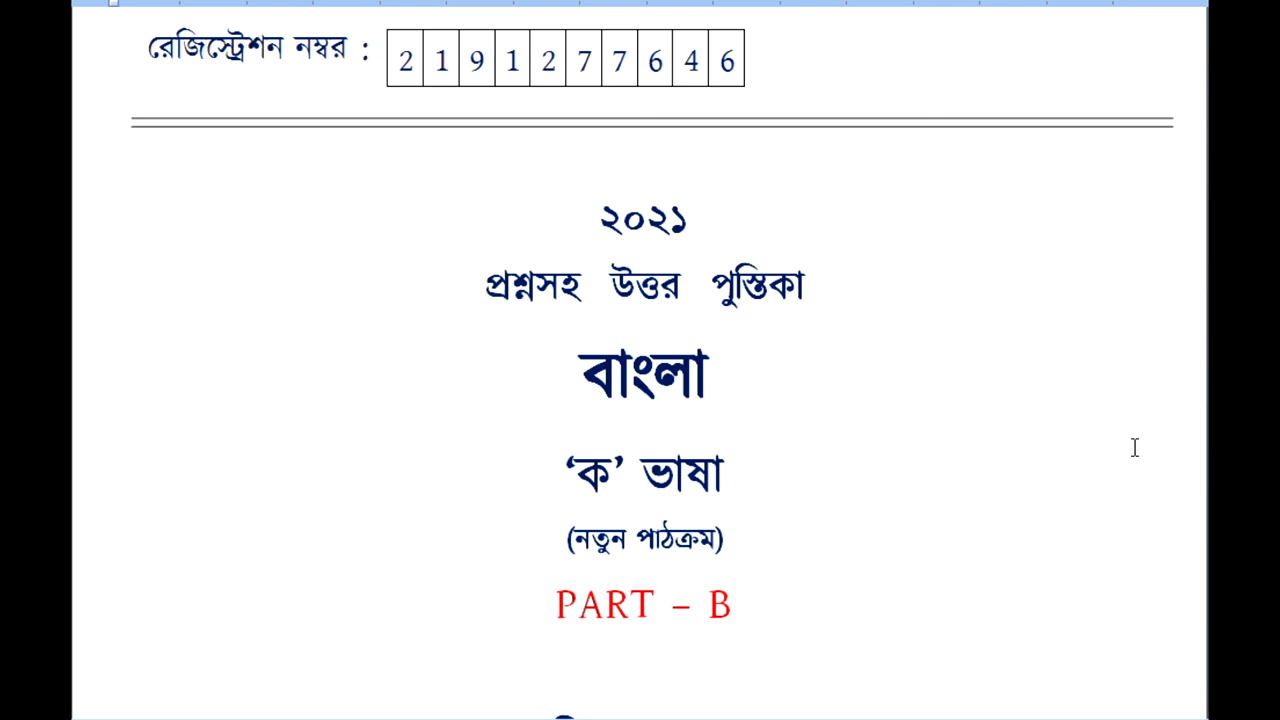 রেজিস্ট্রেশন নম্বর : 2 1 9 1 2 7 7 6 4 6
২০২১
প্রশ্নসহ উত্তর পুস্তিকা
বাংলা
‘ক’ ভাষা
(নতুন পাঠক্রম)
PART – B